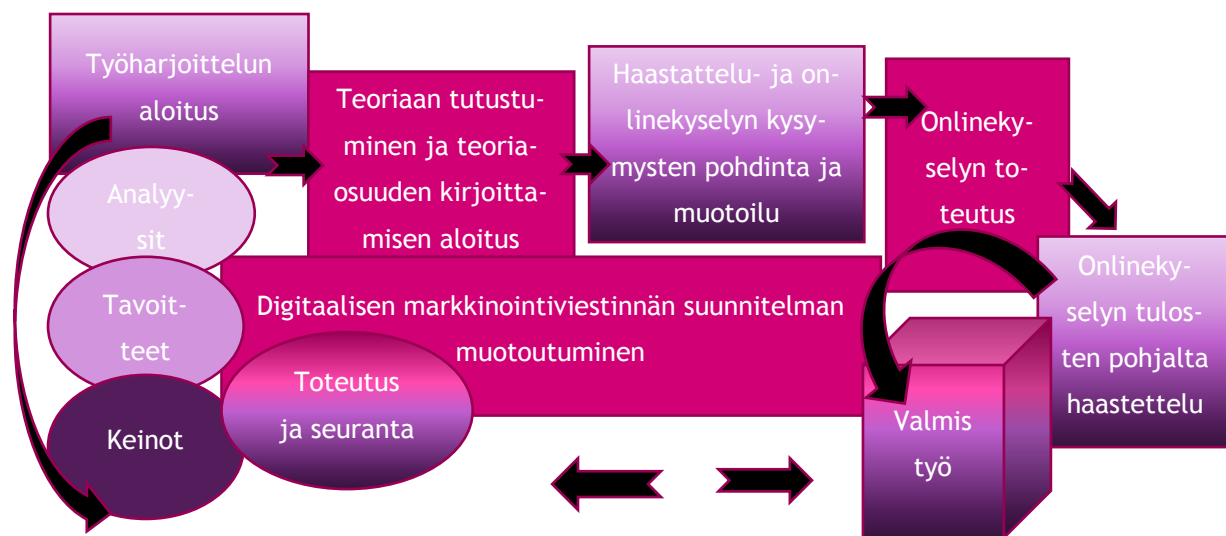 Työharjoittelun
aloitus
Teoriaan tutustu-
minen ja teoria-
osuuden kirjoitta-
misen aloitus
Haastattelu- ja on-
linekyselyn kysy-
mysten pohdinta ja
muotoilu
Onlineky-
selyn to-
teutus
Onlineky-
selyn tulos-
ten pohjalta
haastettelu
Analyy-
sit
Tavoit-
teet
Keinot
Digitaalisen markkinointiviestinnän suunnitelman
muotoutuminen
Toteutus
ja seuranta
Valmis
työ